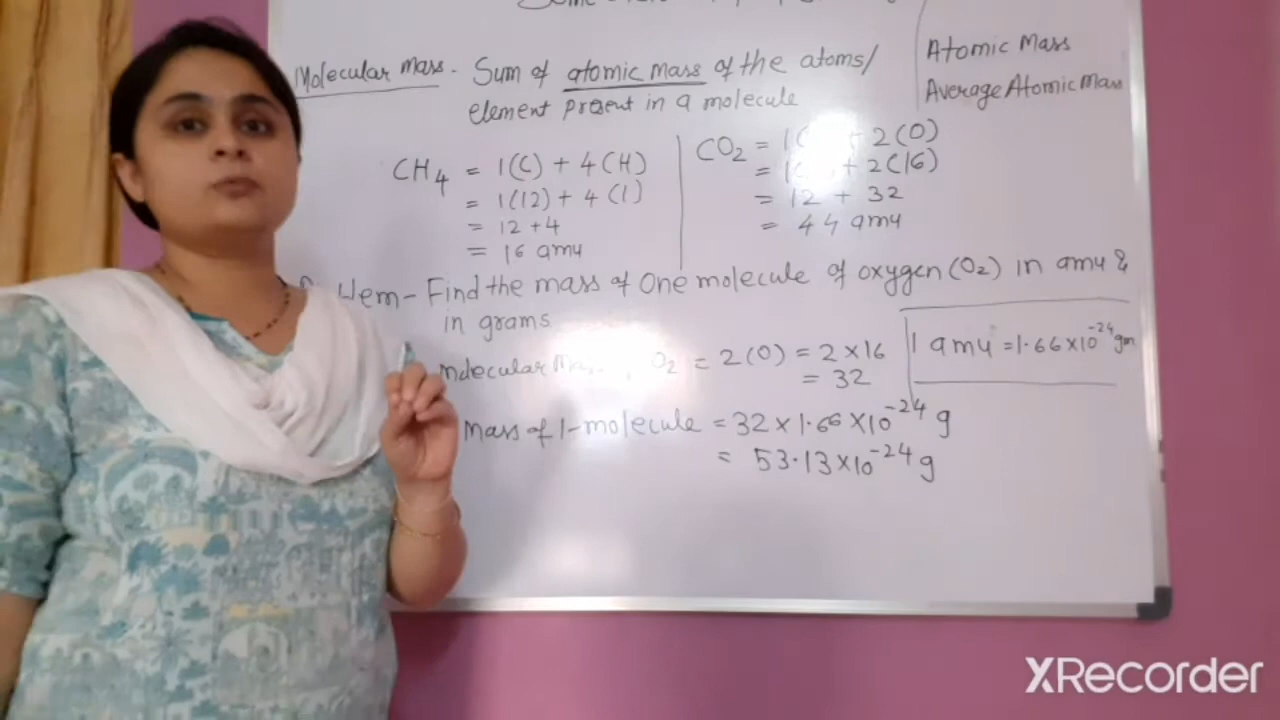 Molecular mass - Sum of atomic mass of the atoms/
element present in a molecule
Atomic Mass
Average Atomic Mass
CH4 = 1(C) + 4(H)
= 1(12) + 4(1)
= 12 + 4
= 16 amu
CO2 = 1( + 2(O)
= 1( + 2(16)
= 12 + 32
= 44 amu
Find the mass of One molecule of oxygen (O2) in amu &
in grams
O2 = 2(O) = 2 × 16
= 32
1 amu = 1.66 × 10^-24 gm
Mass of 1-molecule = 32 × 1.66 × 10^-24 g
= 53.13 × 10^-24 g
XRecorder